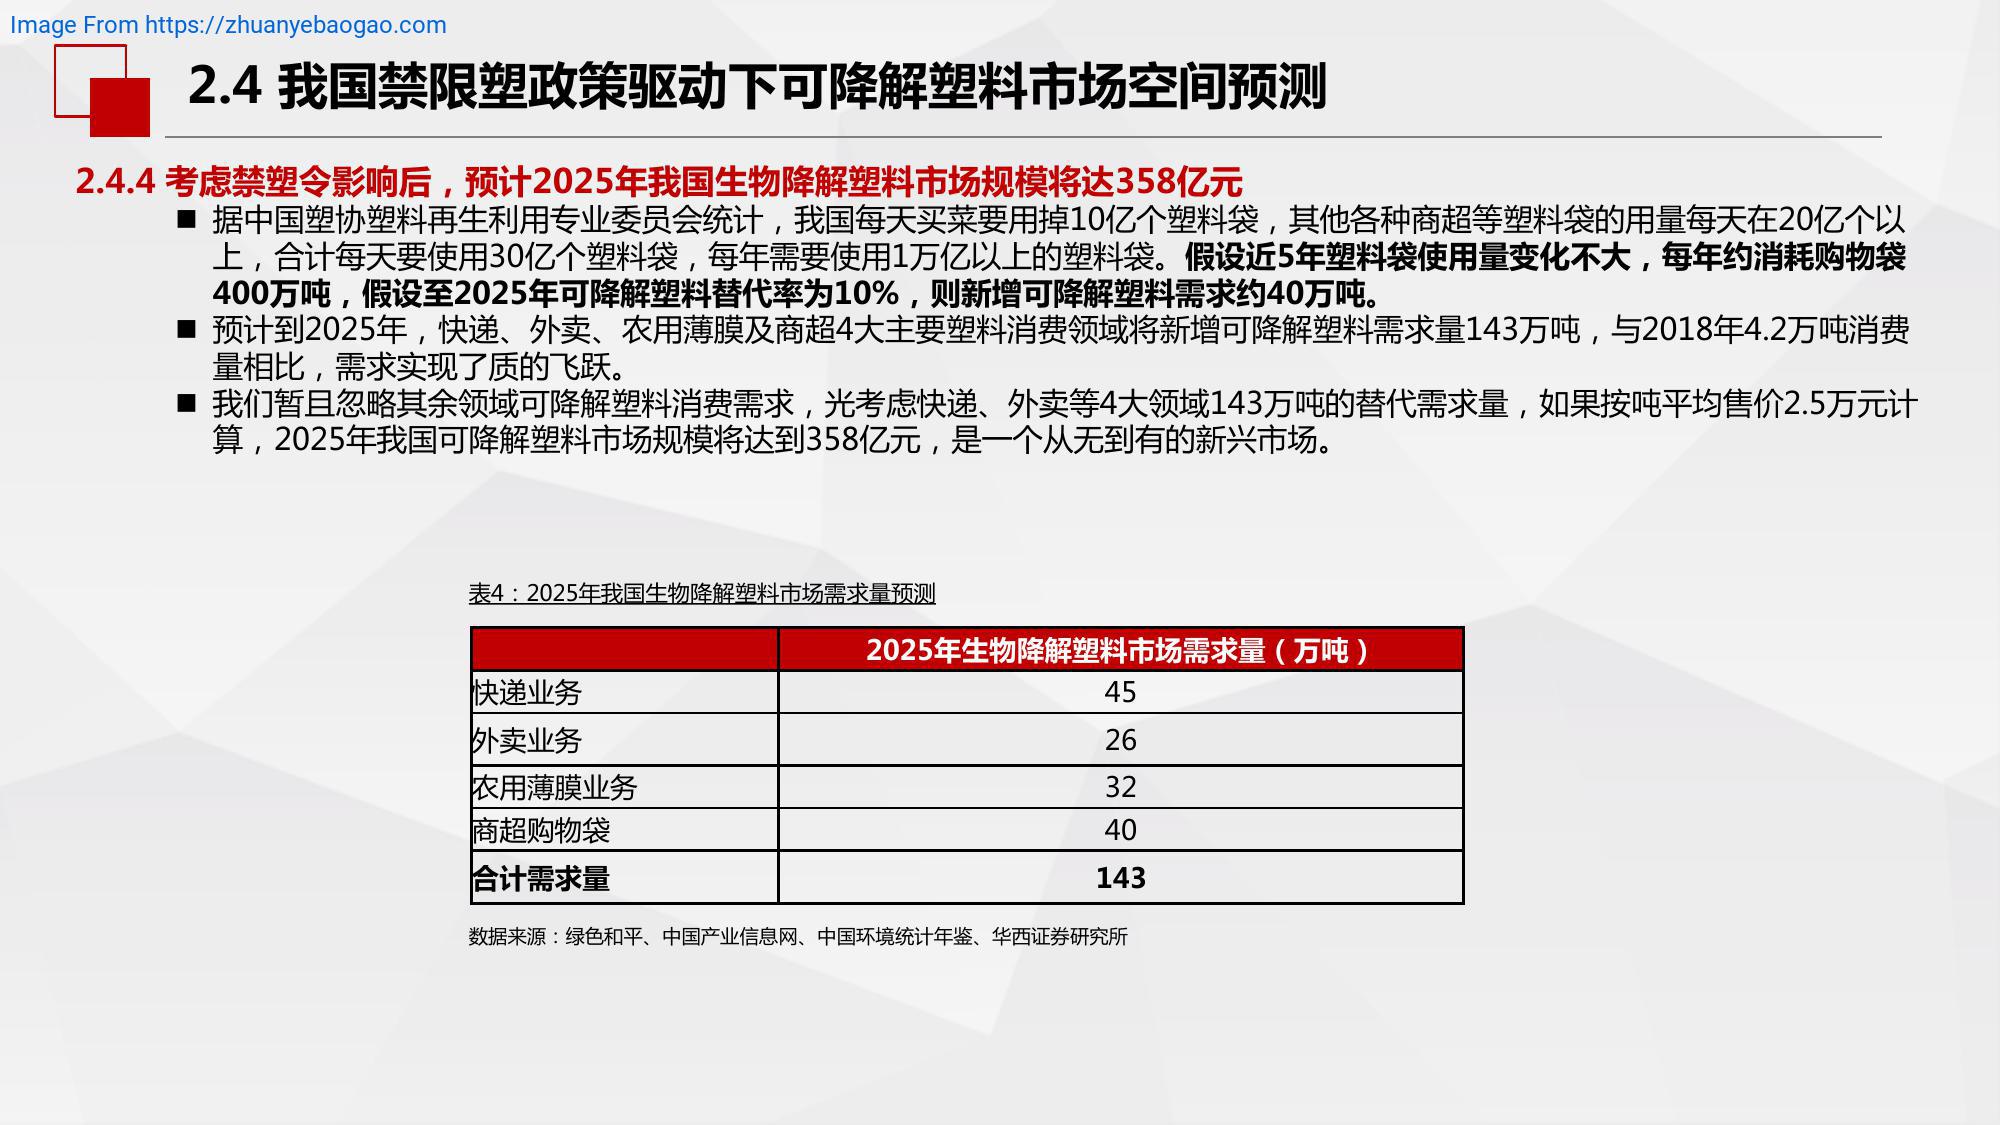 Image From https://zhuanyebaogao.com
2.4 我国禁限塑政策驱动下可降解塑料市场空间预测
2.4.4 考虑禁塑令影响后，预计2025年我国生物降解塑料市场规模将达358亿元
■ 据中国塑协塑料再生利用专业委员会统计，我国每天买菜要用掉10亿个塑料袋，其他各种商超等塑料袋的用量每天在20亿个以
上，合计每天要使用30亿个塑料袋，每年需要使用1万亿以上的塑料袋。假设近5年塑料袋使用量变化不大，每年约消耗购物袋
400万吨，假设至2025年可降解塑料替代率为10%，则新增可降解塑料需求约40万吨。
■ 预计到2025年，快递、外卖、农用薄膜及商超4大主要塑料消费领域将新增可降解塑料需求量143万吨，与2018年4.2万吨消费
量相比，需求实现了质的飞跃。
■ 我们暂且忽略其余领域可降解塑料消费需求，光考虑快递、外卖等4大领域143万吨的替代需求量，如果按吨平均售价2.5万元计
算，2025年我国可降解塑料市场规模将达到358亿元，是一个从无到有的新兴市场。
表4：2025年我国生物降解塑料市场需求量预测
2025年生物降解塑料市场需求量（万吨）
快递业务 45
外卖业务 26
农用薄膜业务 32
商超购物袋 40
合计需求量 143
数据来源：绿色和平、中国产业信息网、中国环境统计年鉴、华西证券研究所